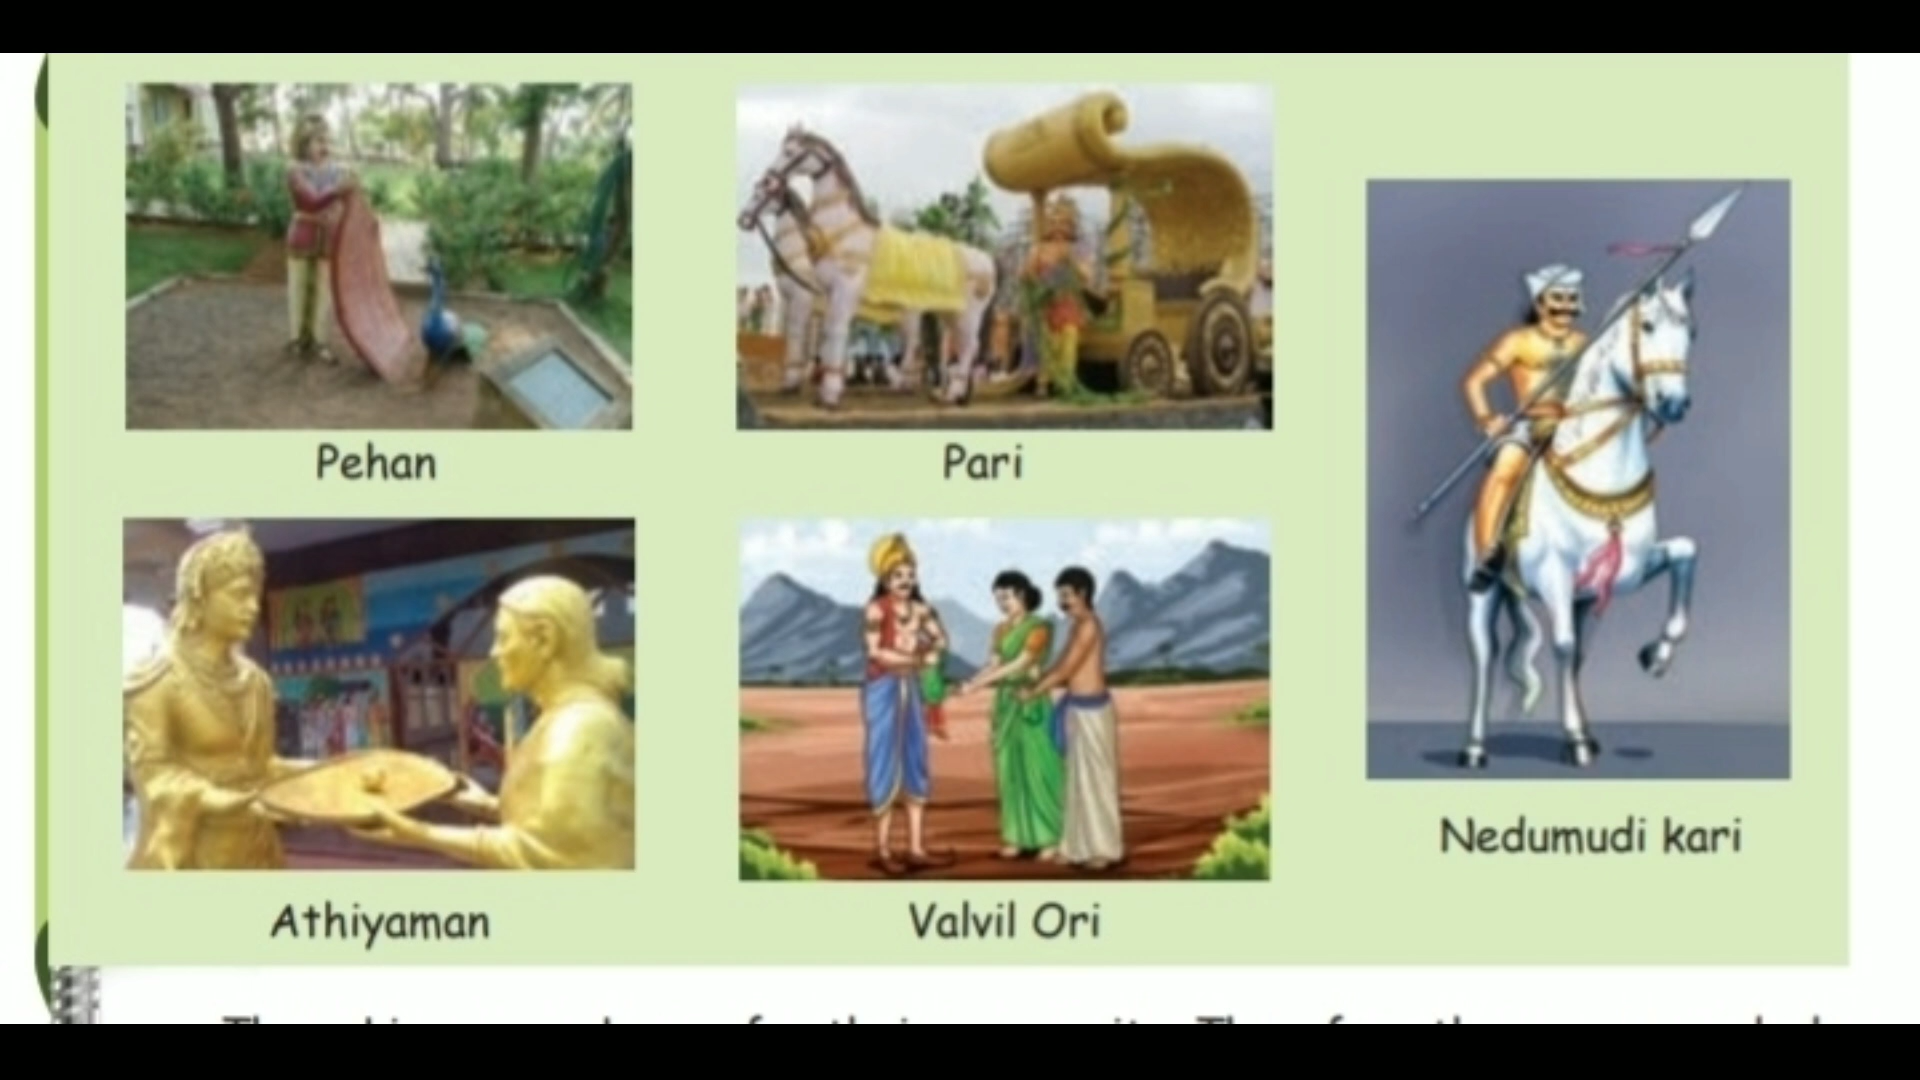 Pehan
Pari
Nedumudi kari
Athiyaman
Valvil Ori